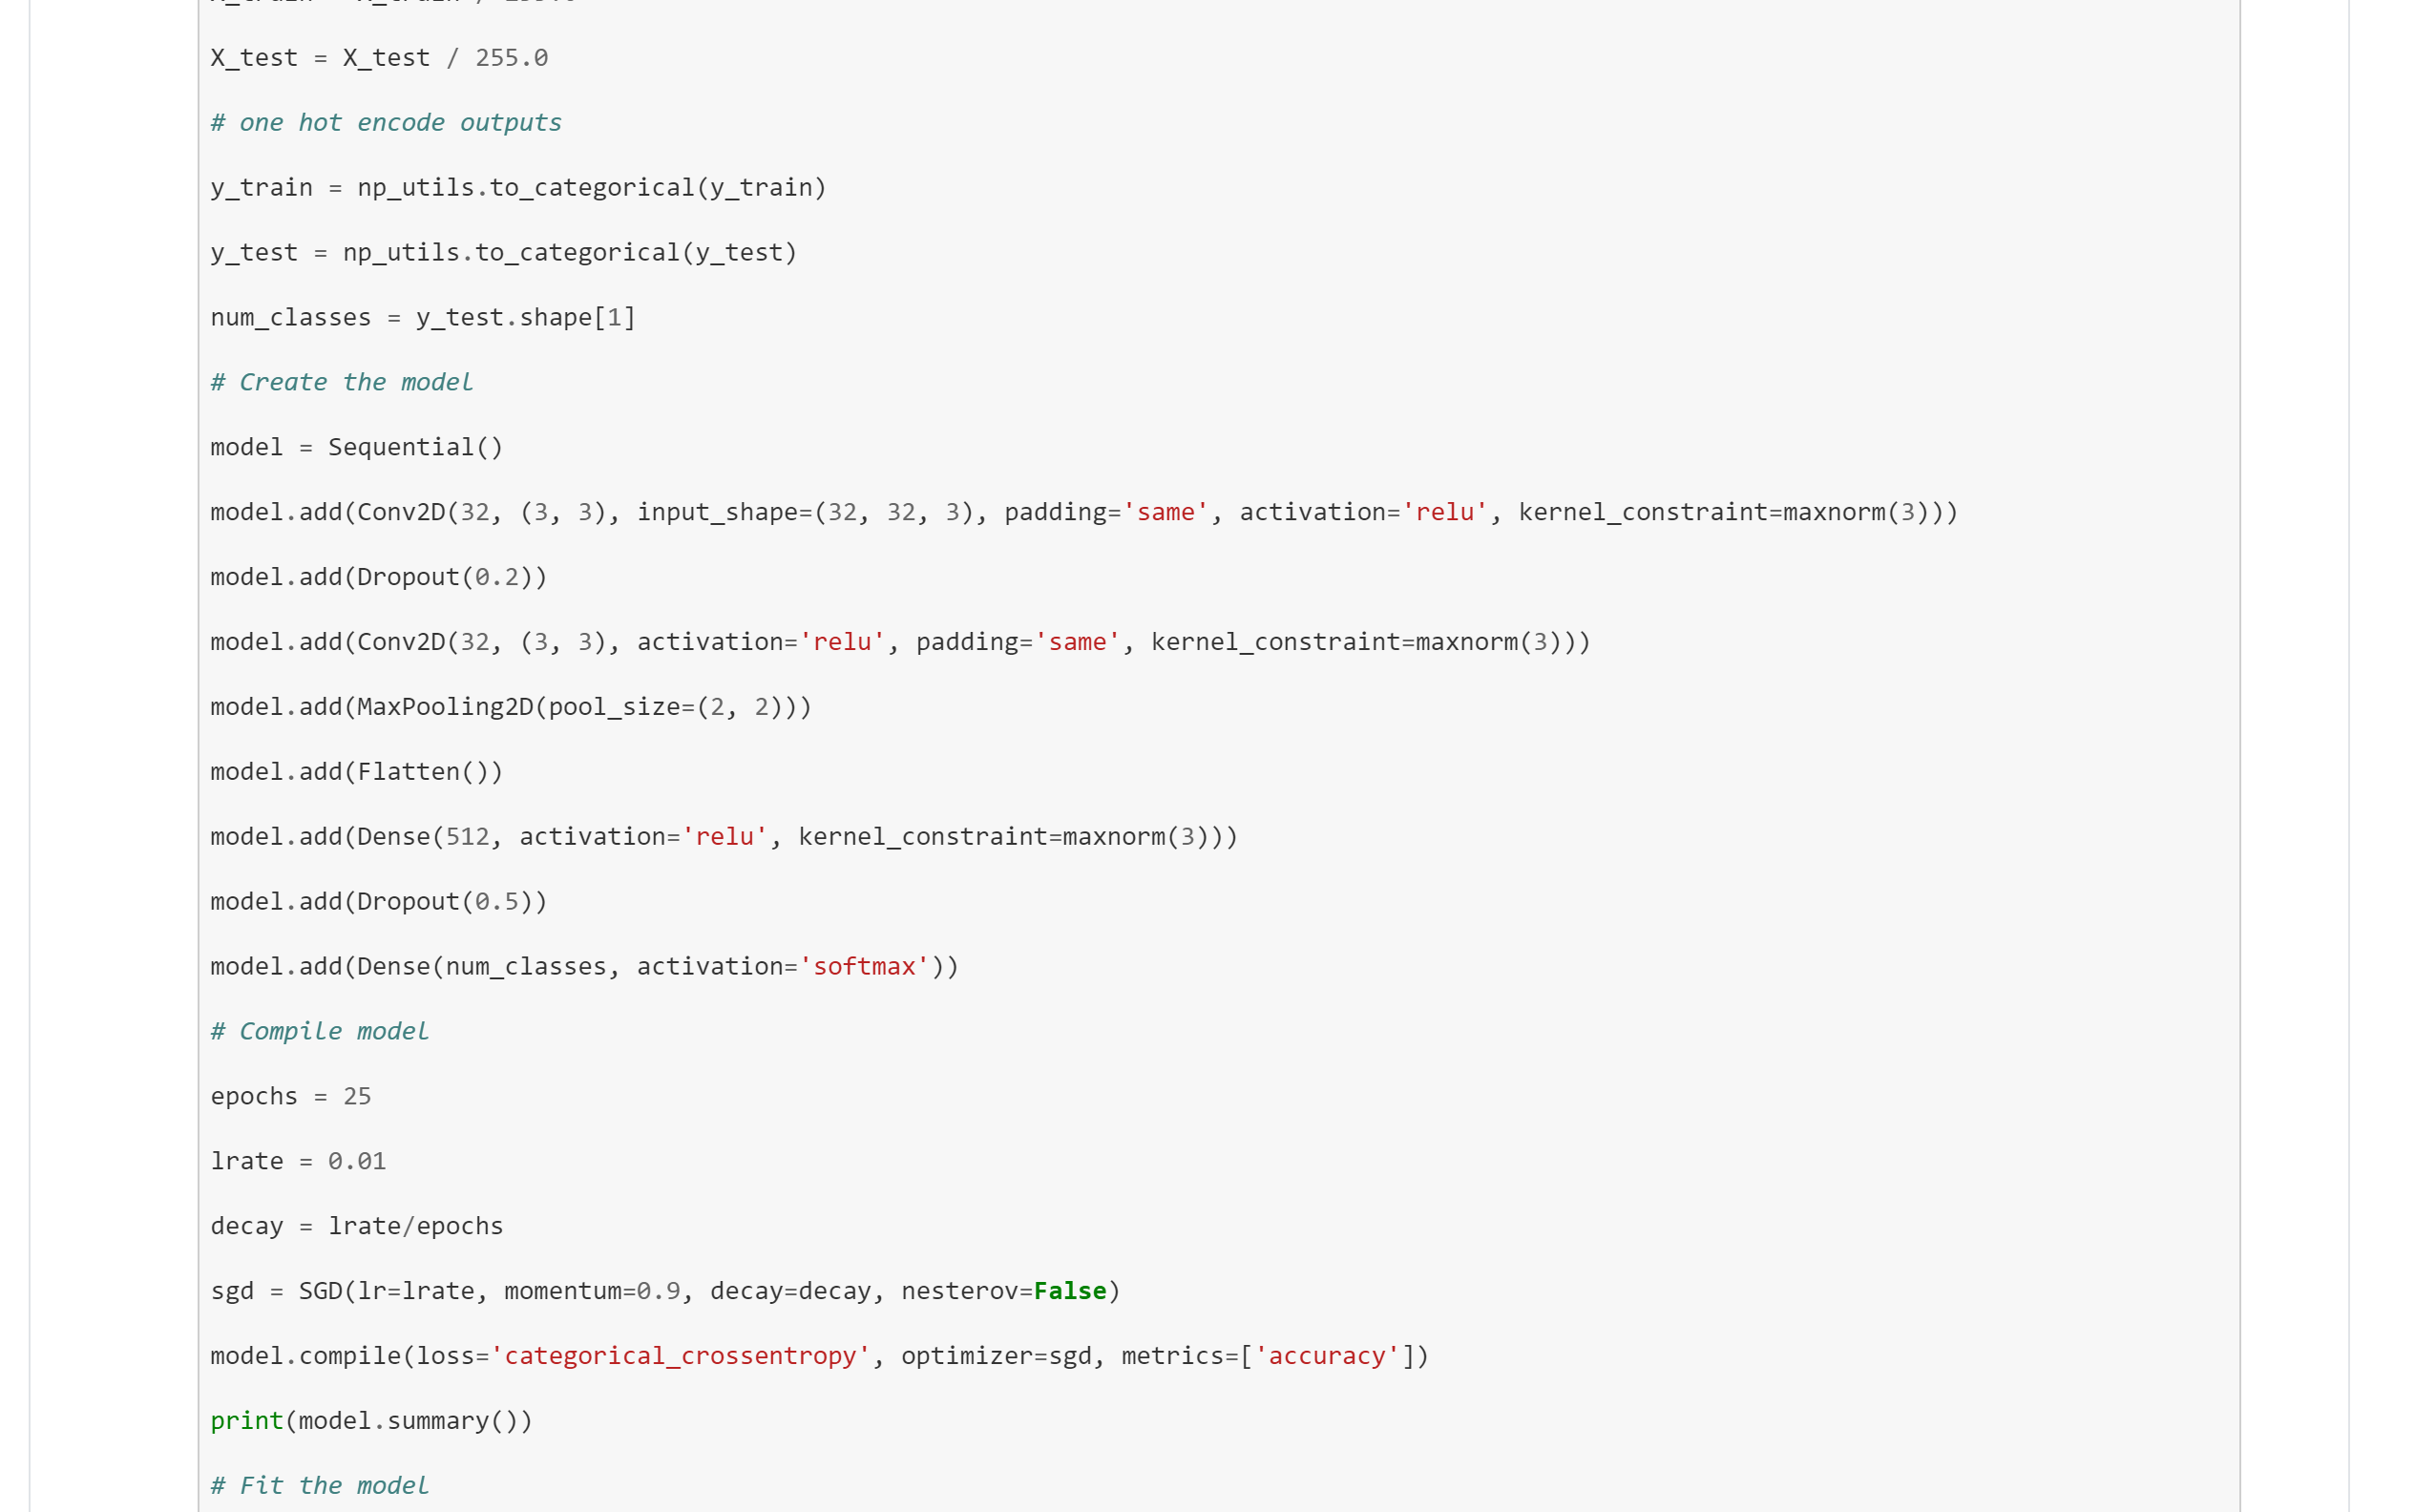 X_test = X_test / 255.0
# one hot encode outputs
y_train = np_utils.to_categorical(y_train)
y_test = np_utils.to_categorical(y_test)
num_classes = y_test.shape[1]
# Create the model
model = Sequential()
model.add(Conv2D(32, (3, 3), input_shape=(32, 32, 3), padding='same', activation='relu', kernel_constraint=maxnorm(3)))
model.add(Dropout(0.2))
model.add(Conv2D(32, (3, 3), activation='relu', padding='same', kernel_constraint=maxnorm(3)))
model.add(MaxPooling2D(pool_size=(2, 2)))
model.add(Flatten())
model.add(Dense(512, activation='relu', kernel_constraint=maxnorm(3)))
model.add(Dropout(0.5))
model.add(Dense(num_classes, activation='softmax'))
# Compile model
epochs = 25
lrate = 0.01
decay = lrate/epochs
sgd = SGD(lr=lrate, momentum=0.9, decay=decay, nesterov=False)
model.compile(loss='categorical_crossentropy', optimizer=sgd, metrics=['accuracy'])
print(model.summary())
# Fit the model